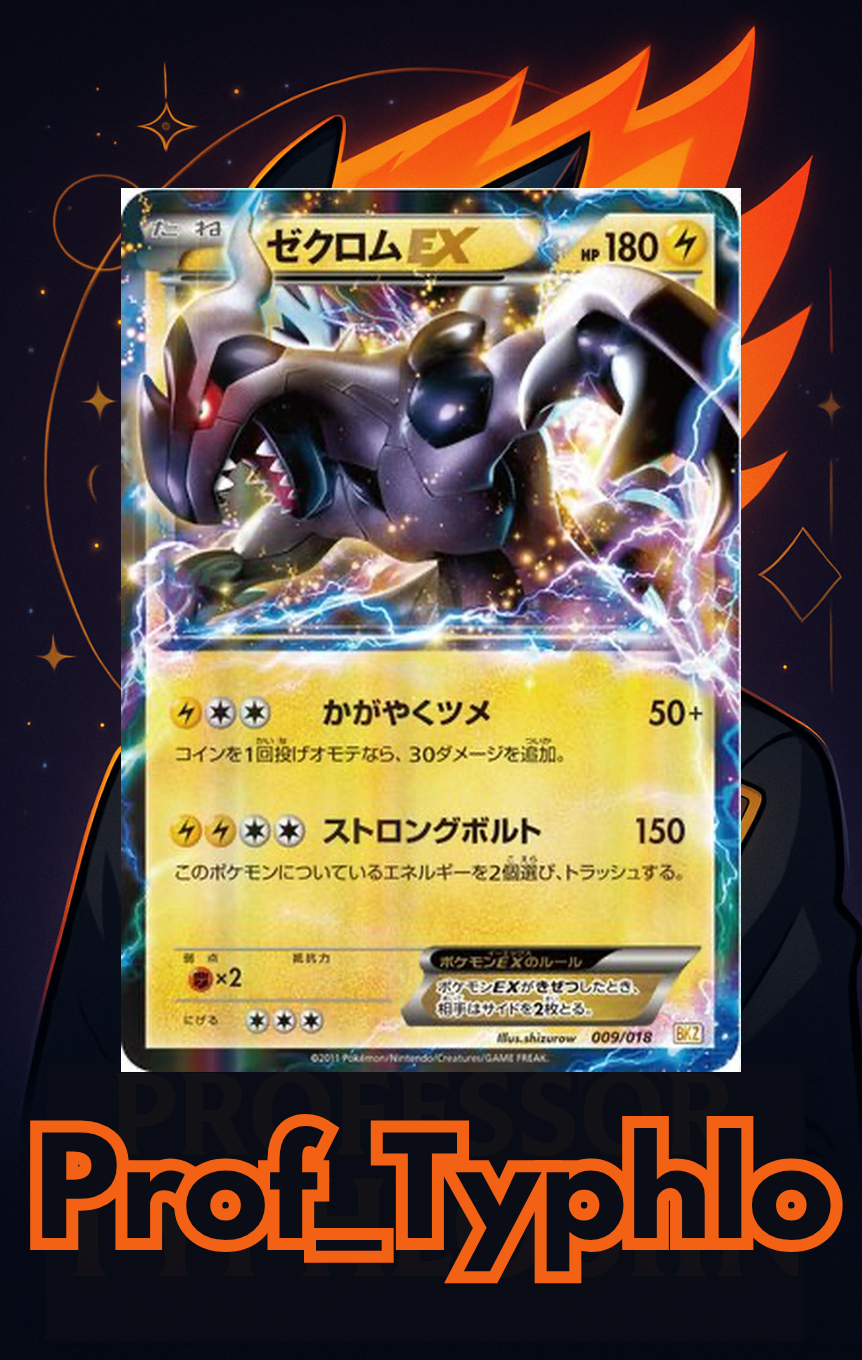 たね
ゼクロムEX
HP 180
かがやくツメ 50+
コインを1回投げオモテなら、30ダメージを追加。
ストロングボルト 150
このポケモンについているエネルギーを2個選び、トラッシュする。
弱点 抵抗力
×2
にげる
ポケモンEXのルール
ポケモンEXがきぜつしたとき、
相手はサイドを2枚とる。
Illus.shizurow 009/018 BKZ
©2011 Pokémon/Nintendo/Creatures/GAME FREAK.
PROFESSOR
Prof_Typhlo